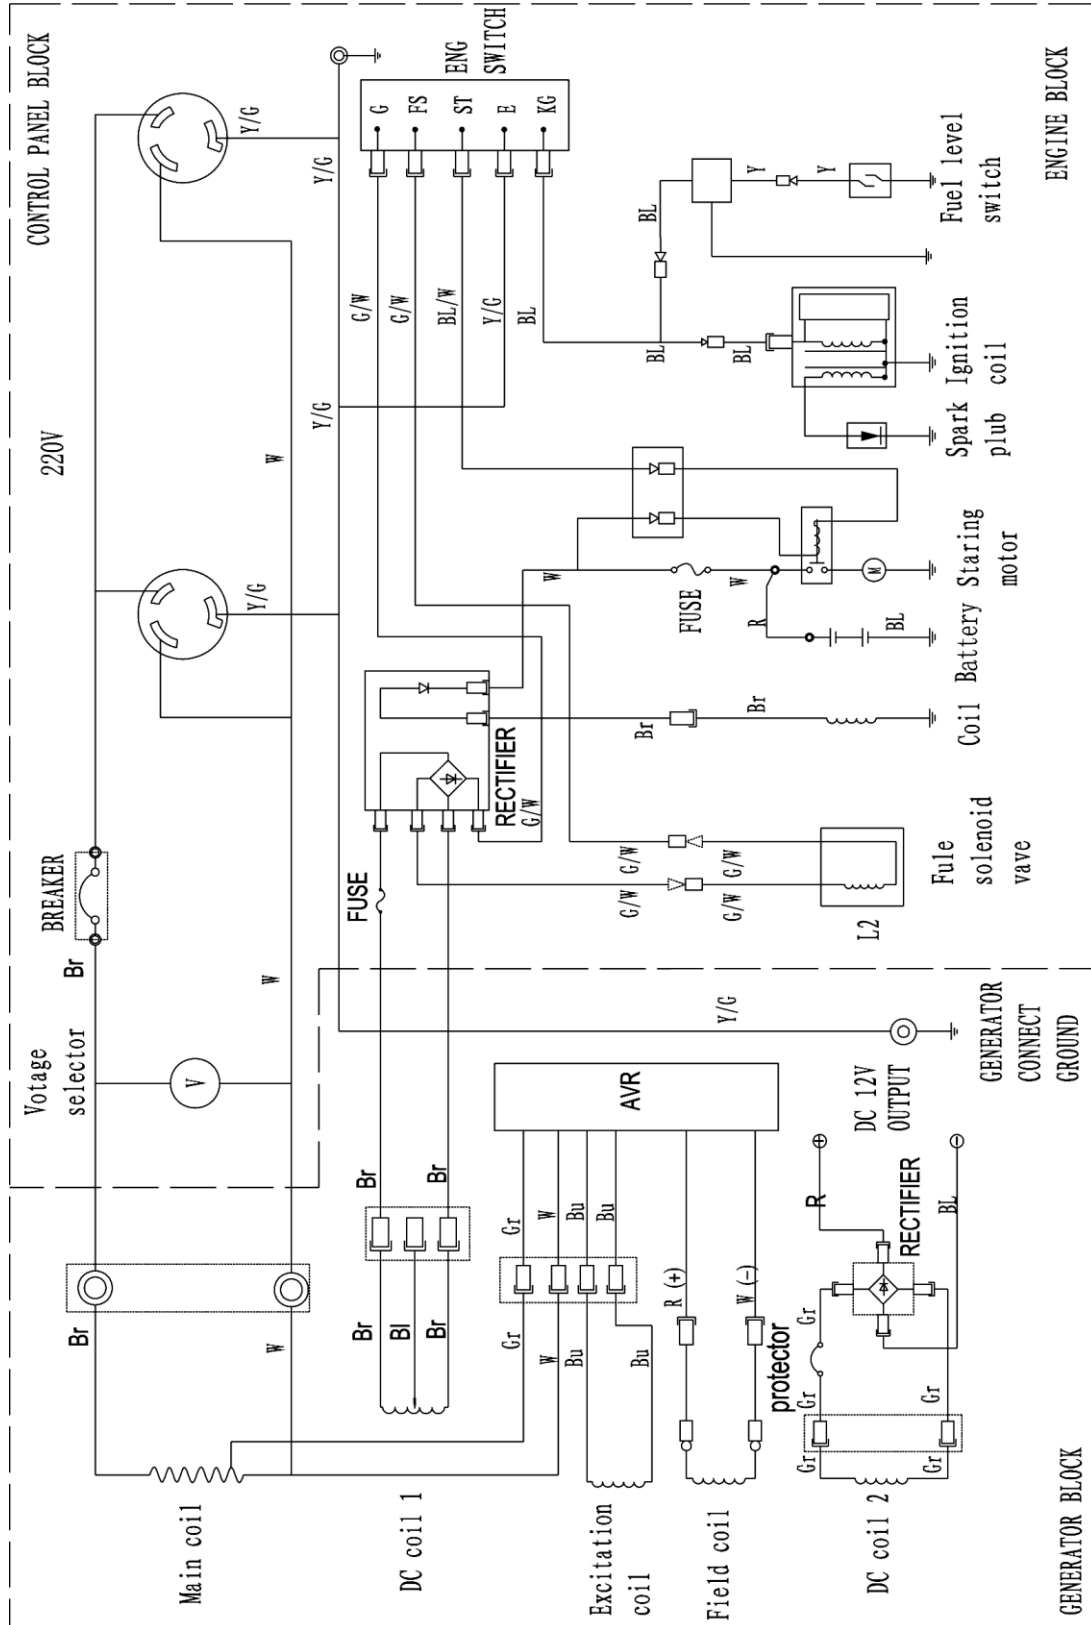 CONTROL PANEL BLOCK
220V
BREAKER
Votage
selector
Br
V
W
W
Y/G
Y/G
Y/G
Y/G
ENG
SWITCH
G
FS
ST
E
KG
G/W
G/W
BL/W
Y/G
BL
BL
BL
BL
Y
Y
Fuel level
switch
ENGINE BLOCK
Ignition
coil
Spark
plub
Staring
motor
M
W
W
FUSE
R
BL
Battery
Coil
Br
Br
RECTIFIER
G/W
FUSE
G/W
G/W
G/W
G/W
L2
Fule
solenoid
vave
Y/G
GENERATOR
CONNECT
GROUND
Br
W
Main coil
Br
Br
Br
Bl
Br
DC coil 1
AVR
Gr
W
Bu
Bu
Gr
W
Bu
Bu
Excitation
coil
R(+)
W(-)
Field coil
protector
DC 12V
OUTPUT
+
-
R
BL
RECTIFIER
Gr
Gr
Gr
Gr
Gr
DC coil 2
GENERATOR BLOCK